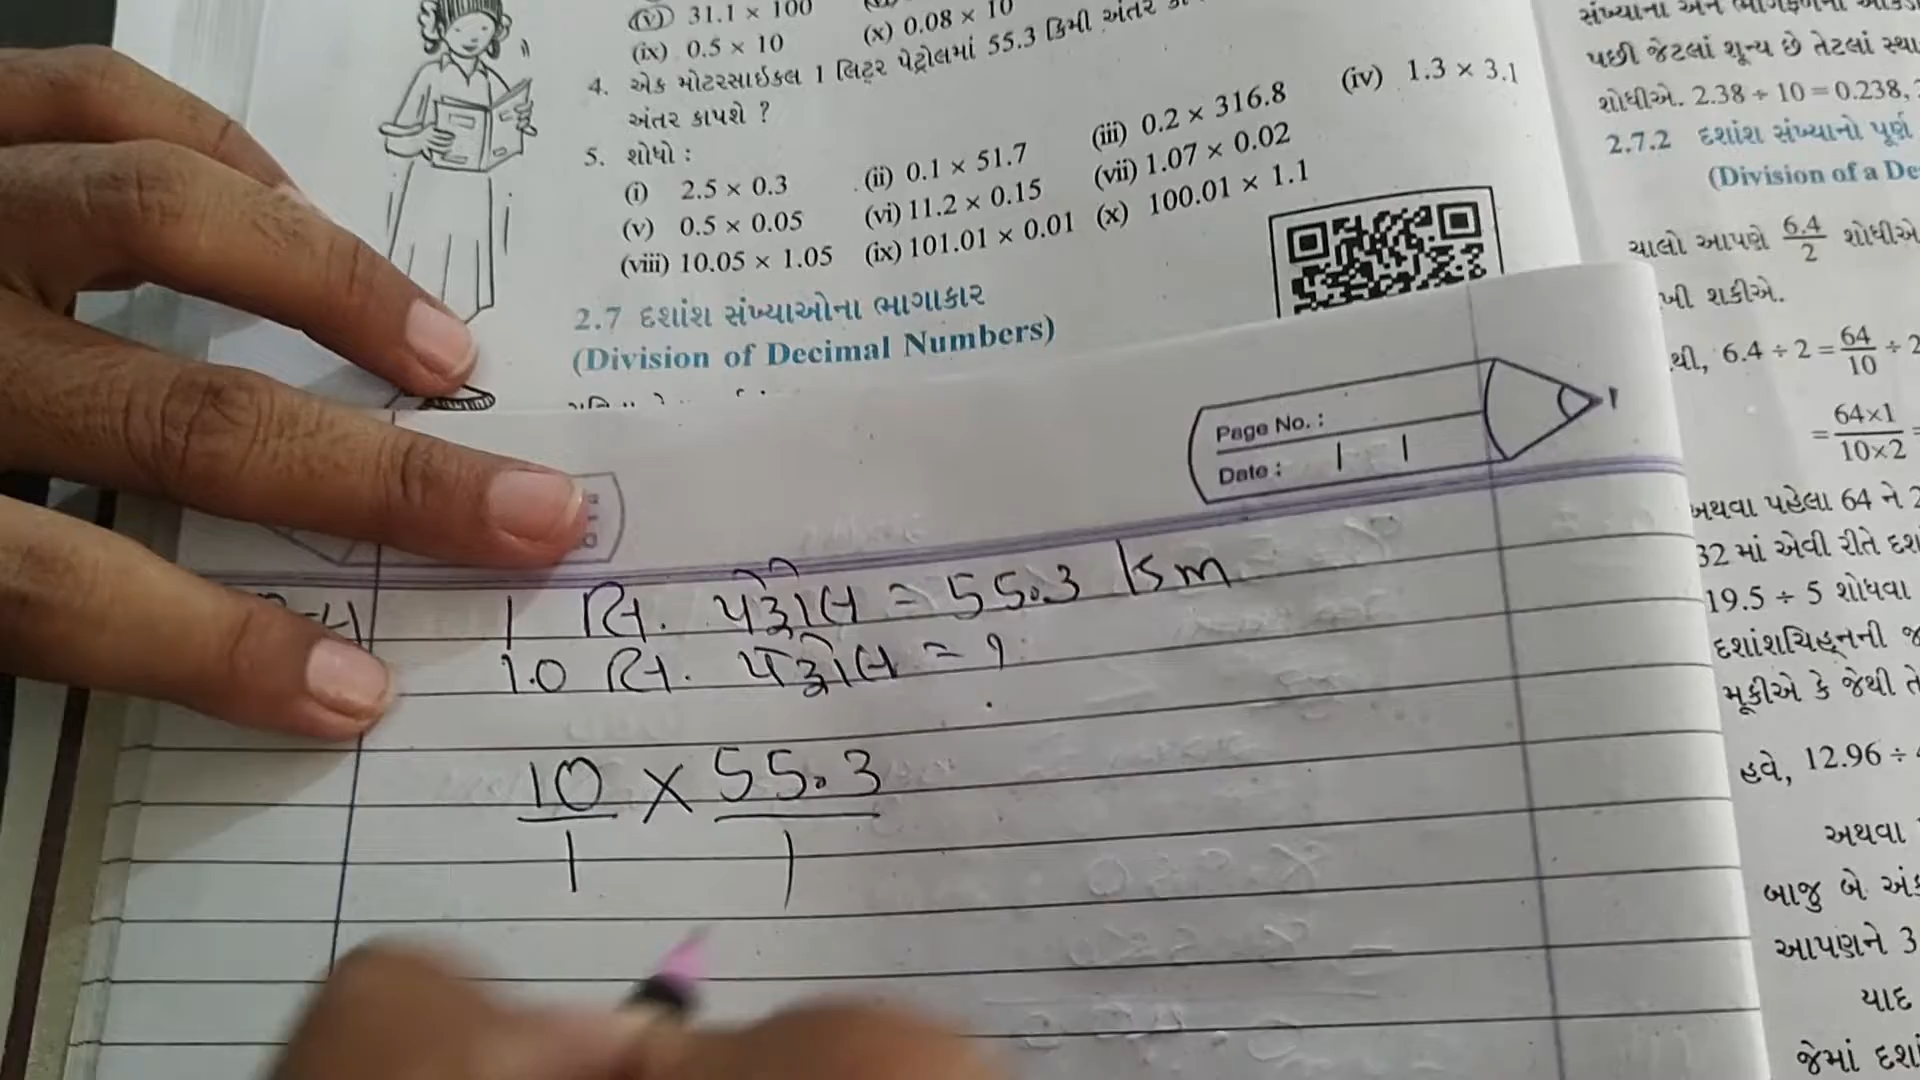 (v) 31.1 × 100
(ix) 0.5 × 10
(x) 0.08 × 10
4. એક મોટરસાઈકલ 1 લિટર પેટ્રોલમાં 55.3 કિમી અંતર
અંતર કાપશે ?
5. શોધો :
(i) 2.5 × 0.3
(ii) 0.1 × 51.7
(iii) 0.2 × 316.8
(iv) 1.3 × 3.1
(v) 0.5 × 0.05
(vi) 11.2 × 0.15
(vii) 1.07 × 0.02
(viii) 10.05 × 1.05
(ix) 101.01 × 0.01
(x) 100.01 × 1.1
2.7 દશાંશ સંખ્યાઓના ભાગાકાર
(Division of Decimal Numbers)
Page No. :
Date :
1 લિ. પેટ્રોલ = 55.3 km
10 લિ. પેટ્રોલ = ?
10 × 55.3
1 1
પછી જેટલાં શૂન્ય છે તેટલાં
શોધીએ. 2.38 ÷ 10 = 0.238,
2.7.2 દશાંશ સંખ્યાનો પૂર્ણ
(Division of a De
ચાલો આપણે 6.4/2 શોધીએ
શકીએ.
6.4 ÷ 2 = 64/10 ÷ 2
= 64×1/10×2 =
અથવા પહેલા 64 ને 2
32 માં એવી રીતે
19.5 ÷ 5 શોધવા
દશાંશચિહ્નની
મૂકીએ કે જેથી તે
હવે, 12.96 ÷
અથવા
બાજુ બે
આપણને 3
યાદ
જેમાં